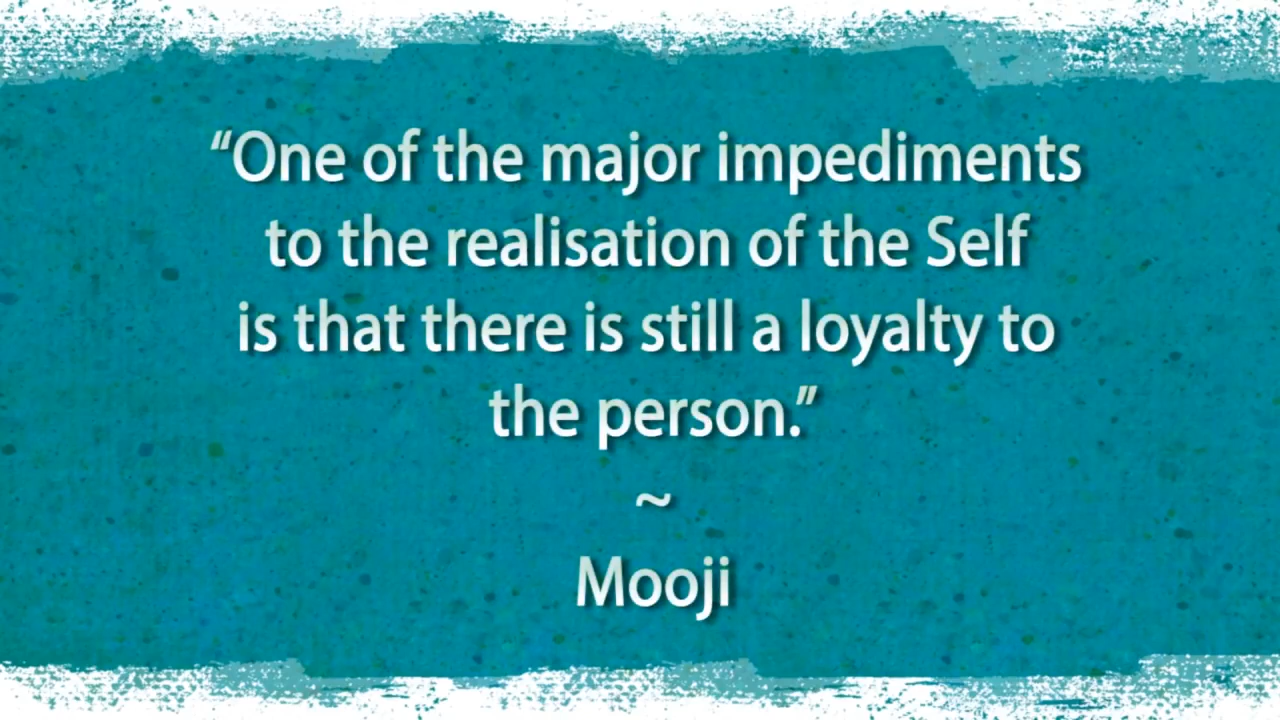 “One of the major impediments
to the realisation of the Self
is that there is still a loyalty to
the person.”
~
Mooji